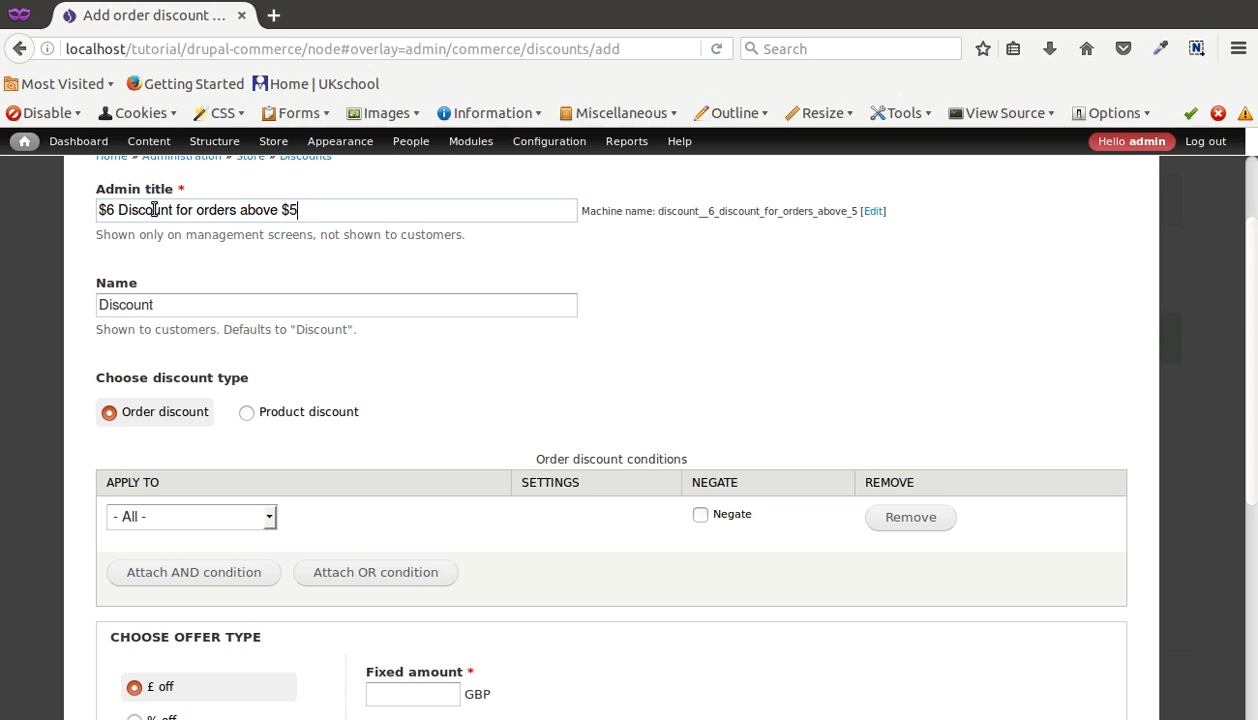 Add order discount ...
localhost/tutorial/drupal-commerce/node#overlay=admin/commerce/discounts/add
Search
Most Visited
Getting Started
Home | UKschool
Disable
Cookies
CSS
Forms
Images
Information
Miscellaneous
Outline
Resize
Tools
View Source
Options
Dashboard
Content
Structure
Store
Appearance
People
Modules
Configuration
Reports
Help
Hello admin
Log out
Home » Administration » Store » Discounts
Admin title *
$6 Discount for orders above $5
Machine name: discount__6_discount_for_orders_above_5 [Edit]
Shown only on management screens, not shown to customers.
Name
Discount
Shown to customers. Defaults to "Discount".
Choose discount type
Order discount
Product discount
Order discount conditions
APPLY TO
SETTINGS
NEGATE
REMOVE
- All -
Negate
Remove
Attach AND condition
Attach OR condition
CHOOSE OFFER TYPE
Fixed amount *
£ off
GBP
% off